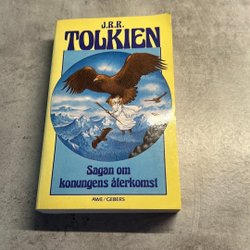 J.R.R.
TOLKIEN
Sagan om
konungens återkomst
AWE/GEBERS